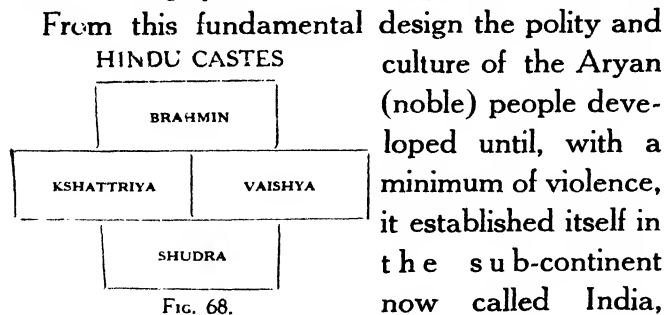 From this fundamental design the polity and
HINDU CASTES
BRAHMIN
KSHATTRIYA VAISHYA
SHUDRA
FIG. 68.
culture of the Aryan
(noble) people deve-
loped until, with a
minimum of violence,
it established itself in
the sub-continent
now called India,